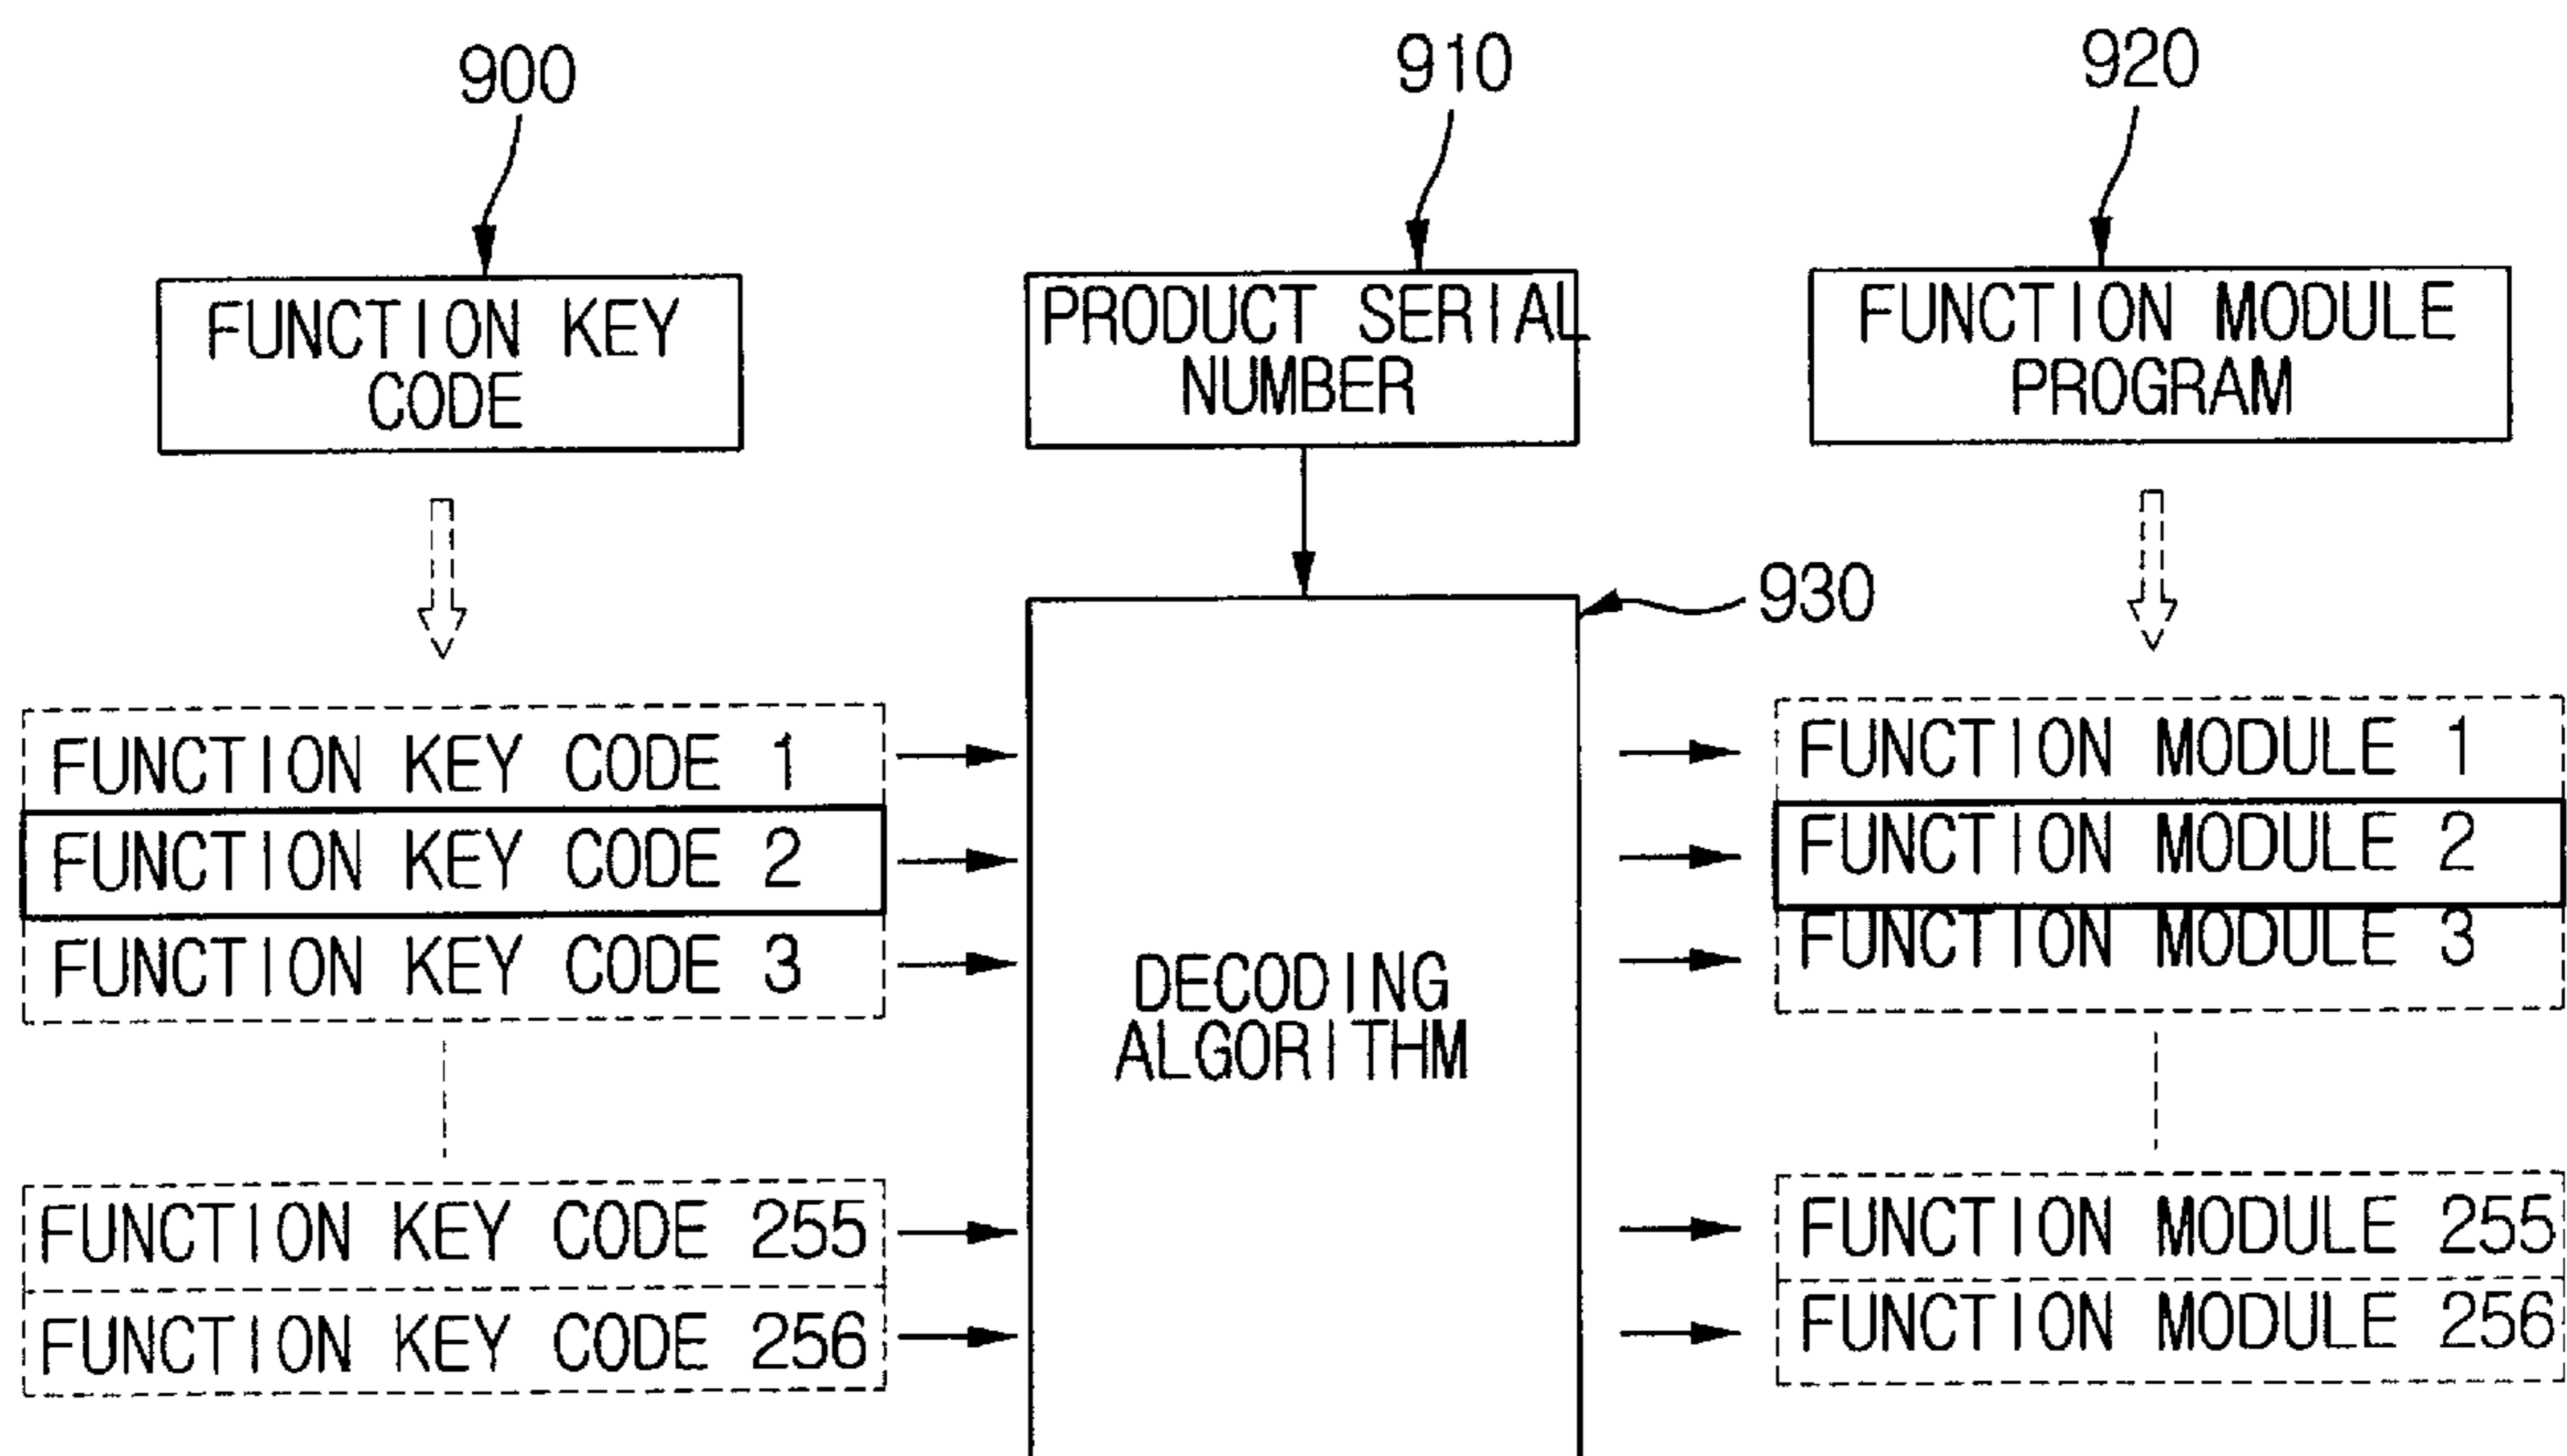 900
910
920
FUNCTION KEY
CODE
PRODUCT SERIAL
NUMBER
FUNCTION MODULE
PROGRAM
930
FUNCTION KEY CODE 1
FUNCTION KEY CODE 2
FUNCTION KEY CODE 3
FUNCTION KEY CODE 255
FUNCTION KEY CODE 256
DECODING
ALGORITHM
FUNCTION MODULE 1
FUNCTION MODULE 2
FUNCTION MODULE 3
FUNCTION MODULE 255
FUNCTION MODULE 256